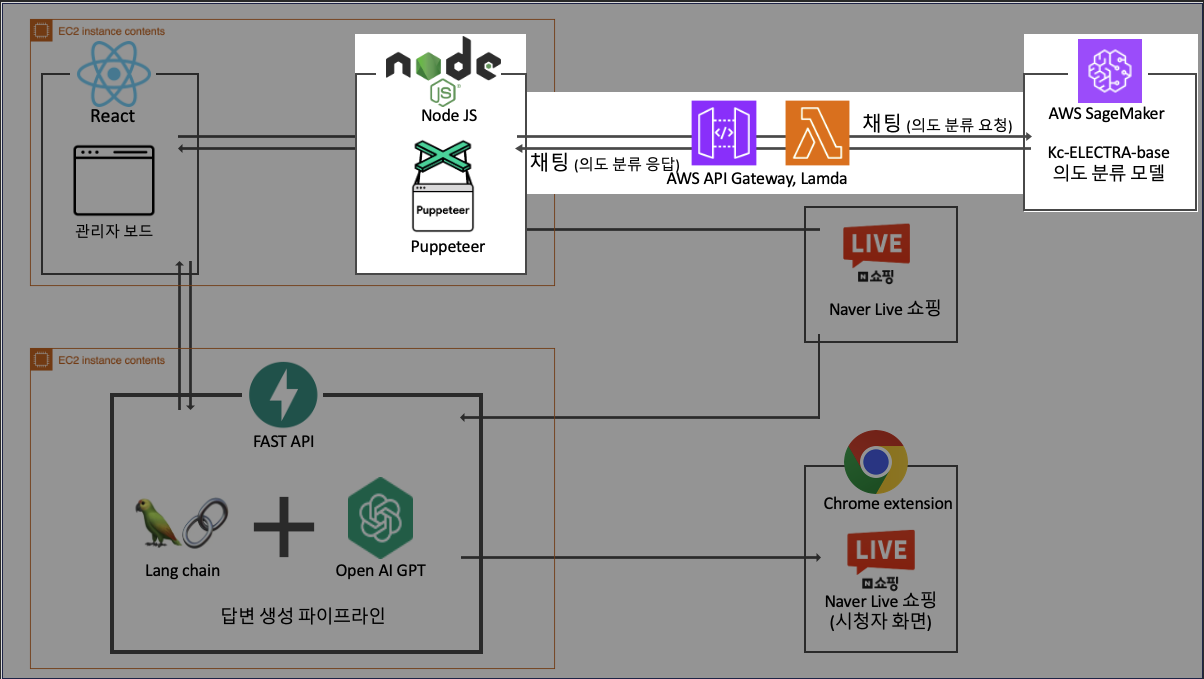 EC2 instance contents
React
관리자 보드
node
JS
Node JS
Puppeteer
Puppeteer
채팅 (의도 분류 요청)
채팅 (의도 분류 응답)
AWS API Gateway, Lamda
AWS SageMaker
Kc-ELECTRA-base
의도 분류 모델
LIVE
N쇼핑
Naver Live 쇼핑
EC2 instance contents
FAST API
Lang chain
Open AI GPT
답변 생성 파이프라인
Chrome extension
LIVE
N쇼핑
Naver Live 쇼핑
(시청자 화면)